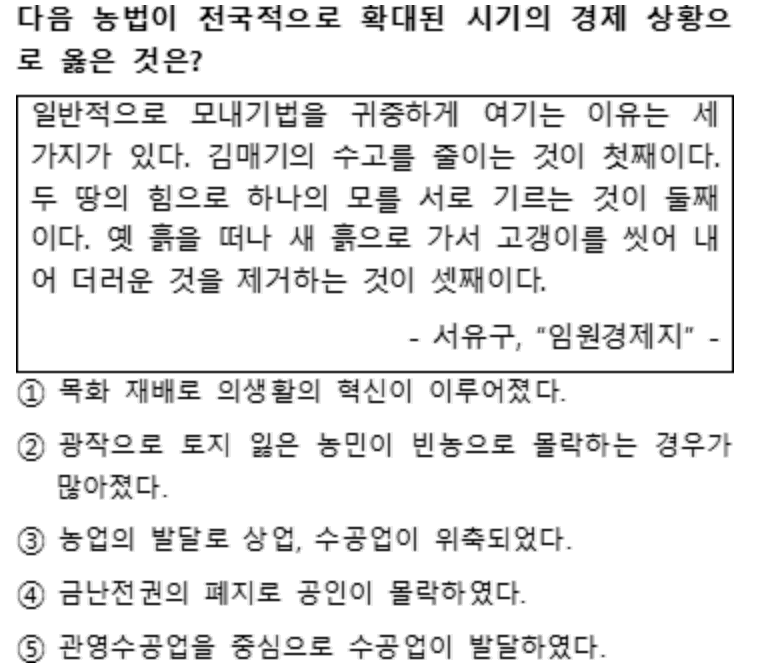 다음 농법이 전국적으로 확대된 시기의 경제 상황으
로 옳은 것은?
일반적으로 모내기법을 귀중하게 여기는 이유는 세
가지가 있다. 김매기의 수고를 줄이는 것이 첫째이다.
두 땅의 힘으로 하나의 모를 서로 기르는 것이 둘째
이다. 옛 흙을 떠나 새 흙으로 가서 고갱이를 씻어 내
어 더러운 것을 제거하는 것이 셋째이다.
- 서유구, “임원경제지” -
① 목화 재배로 의생활의 혁신이 이루어졌다.
② 광작으로 토지 잃은 농민이 빈농으로 몰락하는 경우가
많아졌다.
③ 농업의 발달로 상업, 수공업이 위축되었다.
④ 금난전권의 폐지로 공인이 몰락하였다.
⑤ 관영수공업을 중심으로 수공업이 발달하였다.